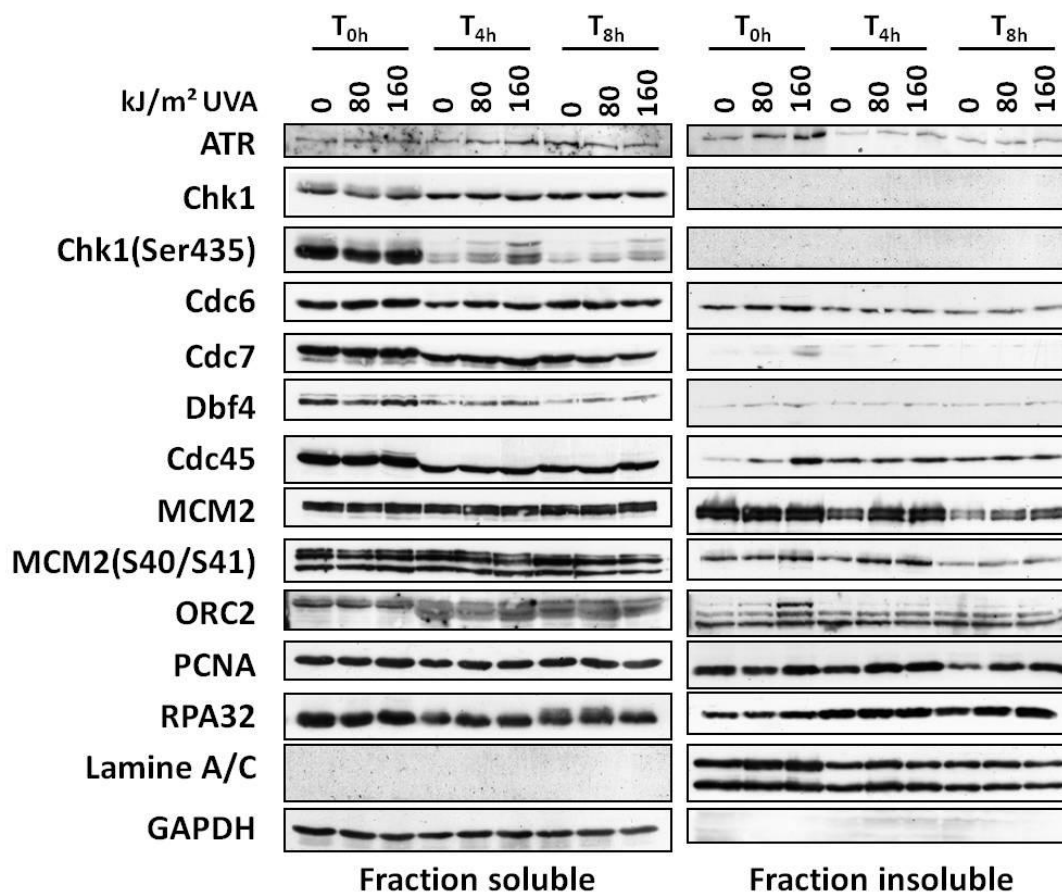 T0h T4h T8h T0h T4h T8h
kJ/m² UVA 0 80 160 0 80 160 0 80 160 0 80 160 0 80 160 0 80 160
ATR
Chk1
Chk1(Ser435)
Cdc6
Cdc7
Dbf4
Cdc45
MCM2
MCM2(S40/S41)
ORC2
PCNA
RPA32
Lamine A/C
GAPDH
Fraction soluble Fraction insoluble